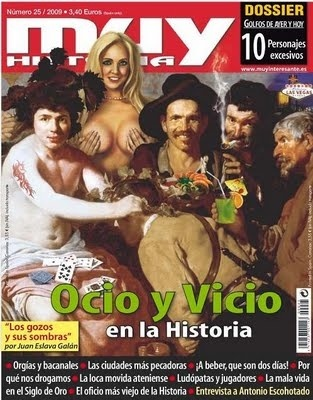 Número 25 / 2009 • 3,40 Euros
DOSSIER
GOLFOS DE AYER Y HOY
10 Personajes
excesivos
muy
HISTORIA
www.muyinteresante.es
LAS VEGAS
Ocio y Vicio
en la Historia
"Los gozos
y sus sombras"
por Juan Eslava Galán
• Orgías y bacanales • Las ciudades más pecadoras • ¡A beber, que son dos días! • Por
qué nos drogamos • La loca movida ateniense • Ludópatas y jugadores • La mala vida
en el Siglo de Oro • El oficio más viejo de la Historia • Entrevista a Antonio Escohotado